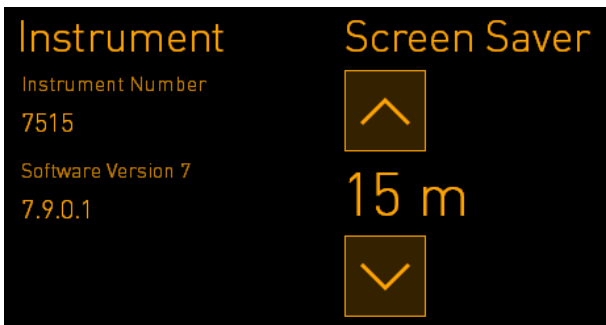 Instrument
Instrument Number
7515
Software Version 7
7.9.0.1
Screen Saver
15 m